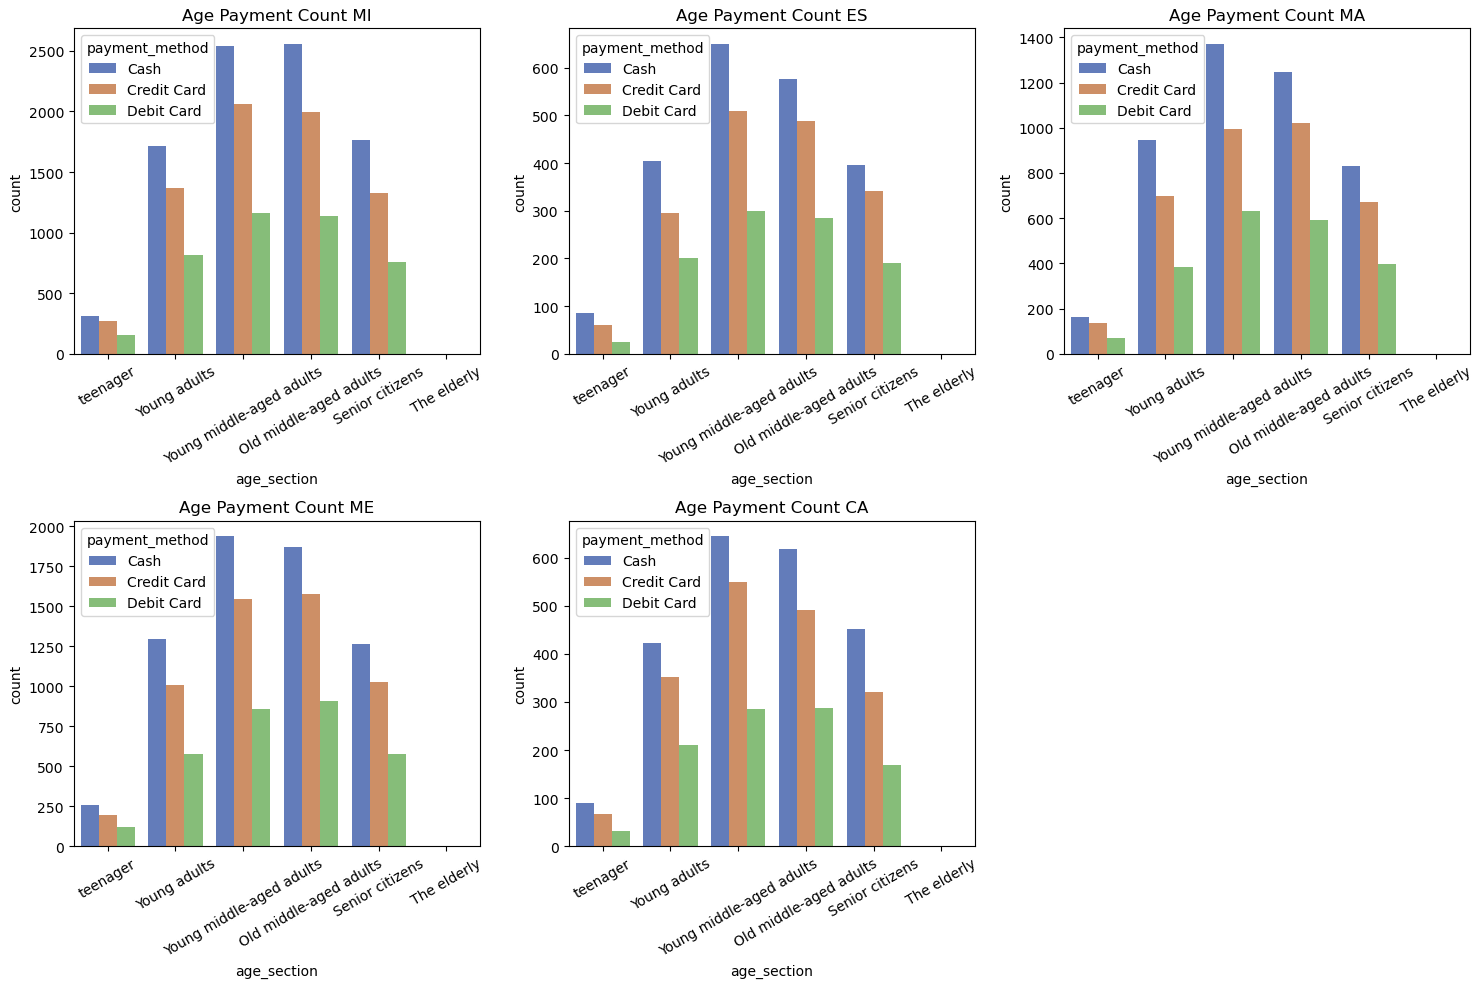 Age Payment Count MI
payment_method
Cash
Credit Card
Debit Card
count
2500
2000
1500
1000
500
0
teenager
Young adults
Young middle-aged adults
Old middle-aged adults
Senior citizens
The elderly
age_section
Age Payment Count ES
payment_method
Cash
Credit Card
Debit Card
count
600
500
400
300
200
100
0
teenager
Young adults
Young middle-aged adults
Old middle-aged adults
Senior citizens
The elderly
age_section
Age Payment Count MA
payment_method
Cash
Credit Card
Debit Card
count
1400
1200
1000
800
600
400
200
0
teenager
Young adults
Young middle-aged adults
Old middle-aged adults
Senior citizens
The elderly
age_section
Age Payment Count ME
payment_method
Cash
Credit Card
Debit Card
count
2000
1750
1500
1250
1000
750
500
250
0
teenager
Young adults
Young middle-aged adults
Old middle-aged adults
Senior citizens
The elderly
age_section
Age Payment Count CA
payment_method
Cash
Credit Card
Debit Card
count
600
500
400
300
200
100
0
teenager
Young adults
Young middle-aged adults
Old middle-aged adults
Senior citizens
The elderly
age_section